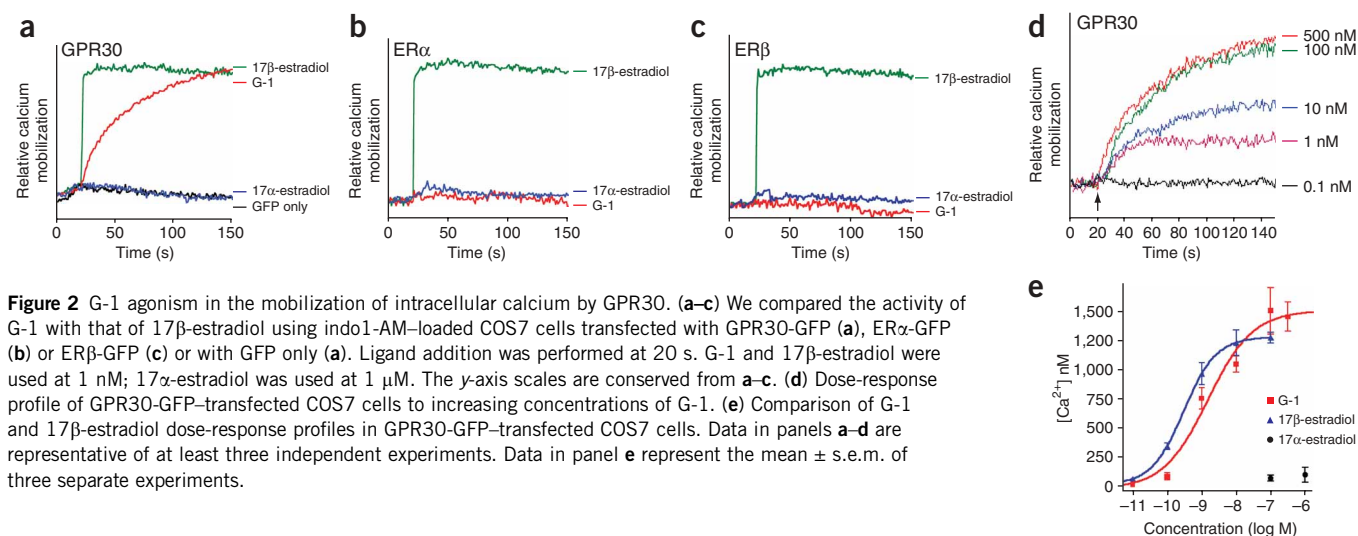 a
GPR30
Relative calcium
mobilization
17β-estradiol
G-1
17α-estradiol
GFP only
0 50 100 150
Time (s)
b
ERα
Relative calcium
mobilization
17β-estradiol
17α-estradiol
G-1
0 50 100 150
Time (s)
c
ERβ
Relative calcium
mobilization
17β-estradiol
17α-estradiol
G-1
0 50 100 150
Time (s)
d
GPR30
Relative calcium
mobilization
500 nM
100 nM
10 nM
1 nM
0.1 nM
0 20 40 60 80 100 120 140
Time (s)
Figure 2 G-1 agonism in the mobilization of intracellular calcium by GPR30. (a–c) We compared the activity of
G-1 with that of 17β-estradiol using indo1-AM–loaded COS7 cells transfected with GPR30-GFP (a), ERα-GFP
(b) or ERβ-GFP (c) or with GFP only (a). Ligand addition was performed at 20 s. G-1 and 17β-estradiol were
used at 1 nM; 17α-estradiol was used at 1 μM. The y-axis scales are conserved from a–c. (d) Dose-response
profile of GPR30-GFP–transfected COS7 cells to increasing concentrations of G-1. (e) Comparison of G-1
and 17β-estradiol dose-response profiles in GPR30-GFP–transfected COS7 cells. Data in panels a–d are
representative of at least three independent experiments. Data in panel e represent the mean ± s.e.m. of
three separate experiments.
e
[Ca2+] nM
1,500
1,250
1,000
750
500
250
0
G-1
17β-estradiol
17α-estradiol
–11 –10 –9 –8 –7 –6
Concentration (log M)